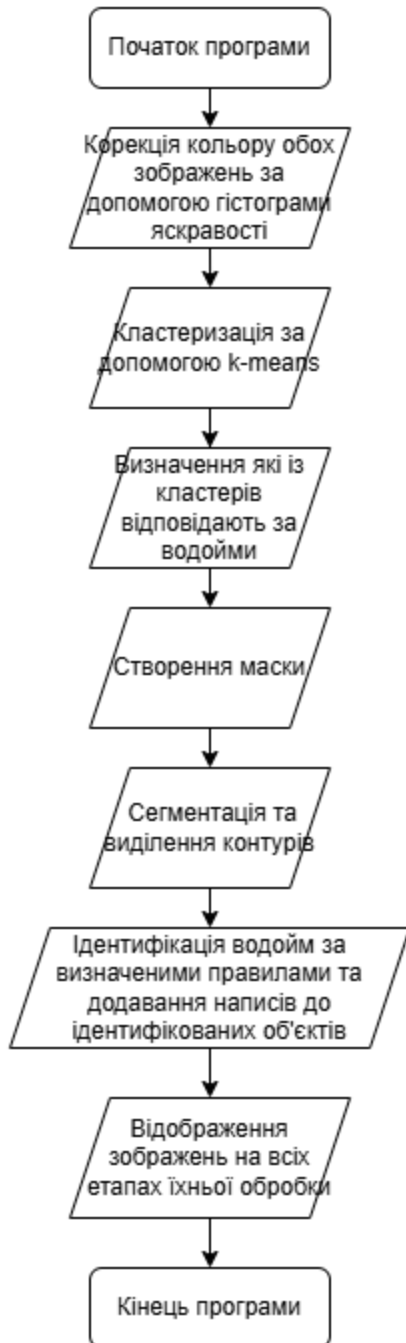 Початок програми
Корекція кольору обох
зображень за
допомогою гістограми
яскравості
Кластеризація за
допомогою k-means
Визначення які із
кластерів
відповідають за
водойми
Створення маски
Сегментація та
виділення контурів
Ідентифікація водойм за
визначеними правилами та
додавання написів до
ідентифікованих об'єктів
Відображення
зображень на всіх
етапах їхньої обробки
Кінець програми